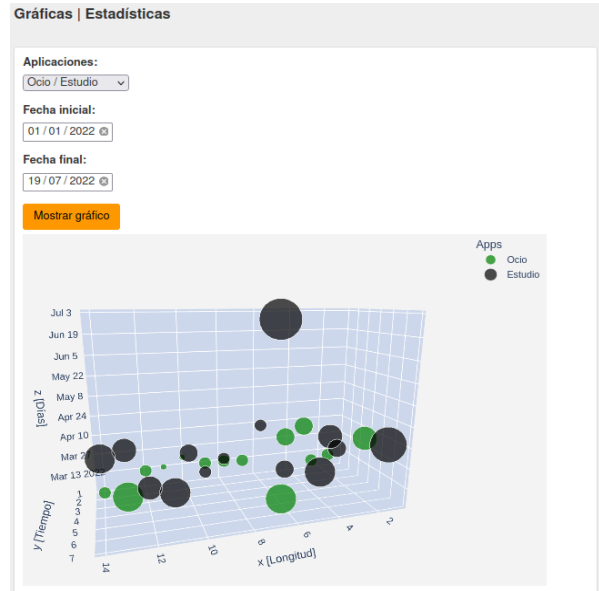 Gráficas | Estadísticas
Aplicaciones:
Ocio / Estudio
Fecha inicial:
01 / 01 / 2022
Fecha final:
19 / 07 / 2022
Mostrar gráfico
Apps
Ocio
Estudio
Jul 3
Jun 19
Jun 5
May 22
May 8
Apr 24
Apr 10
Mar 27
Mar 13 2022
z [Días]
1
2
3
4
5
6
7
y [Tiempo]
14
12
10
8
6
4
2
x [Longitud]